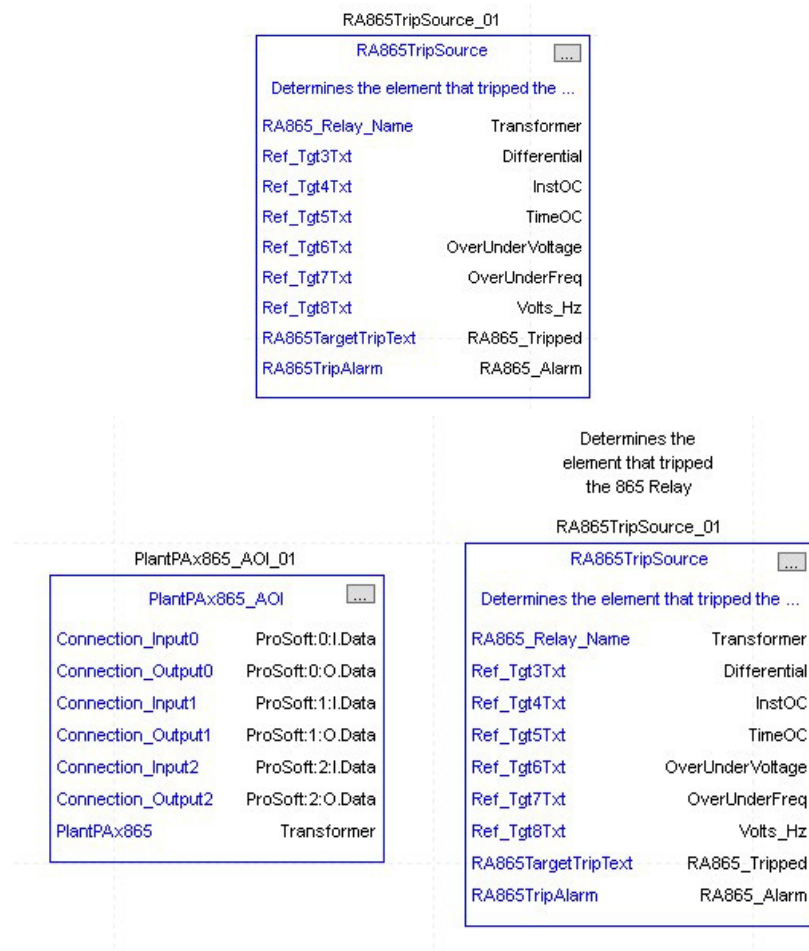 RA865TripSource_01
RA865TripSource ...
Determines the element that tripped the ...
RA865_Relay_Name Transformer
Ref_Tgt3Txt Differential
Ref_Tgt4Txt InstOC
Ref_Tgt5Txt TimeOC
Ref_Tgt6Txt OverUnderVoltage
Ref_Tgt7Txt OverUnderFreq
Ref_Tgt8Txt Volts_Hz
RA865TargetTripText RA865_Tripped
RA865TripAlarm RA865_Alarm
PlantPAx865_AOI_01
PlantPAx865_AOI ...
Connection_Input0 ProSoft:0:I.Data
Connection_Output0 ProSoft:0:O.Data
Connection_Input1 ProSoft:1:I.Data
Connection_Output1 ProSoft:1:O.Data
Connection_Input2 ProSoft:2:I.Data
Connection_Output2 ProSoft:2:O.Data
PlantPAx865 Transformer
Determines the
element that tripped
the 865 Relay
RA865TripSource_01
RA865TripSource ...
Determines the element that tripped the ...
RA865_Relay_Name Transformer
Ref_Tgt3Txt Differential
Ref_Tgt4Txt InstOC
Ref_Tgt5Txt TimeOC
Ref_Tgt6Txt OverUnderVoltage
Ref_Tgt7Txt OverUnderFreq
Ref_Tgt8Txt Volts_Hz
RA865TargetTripText RA865_Tripped
RA865TripAlarm RA865_Alarm